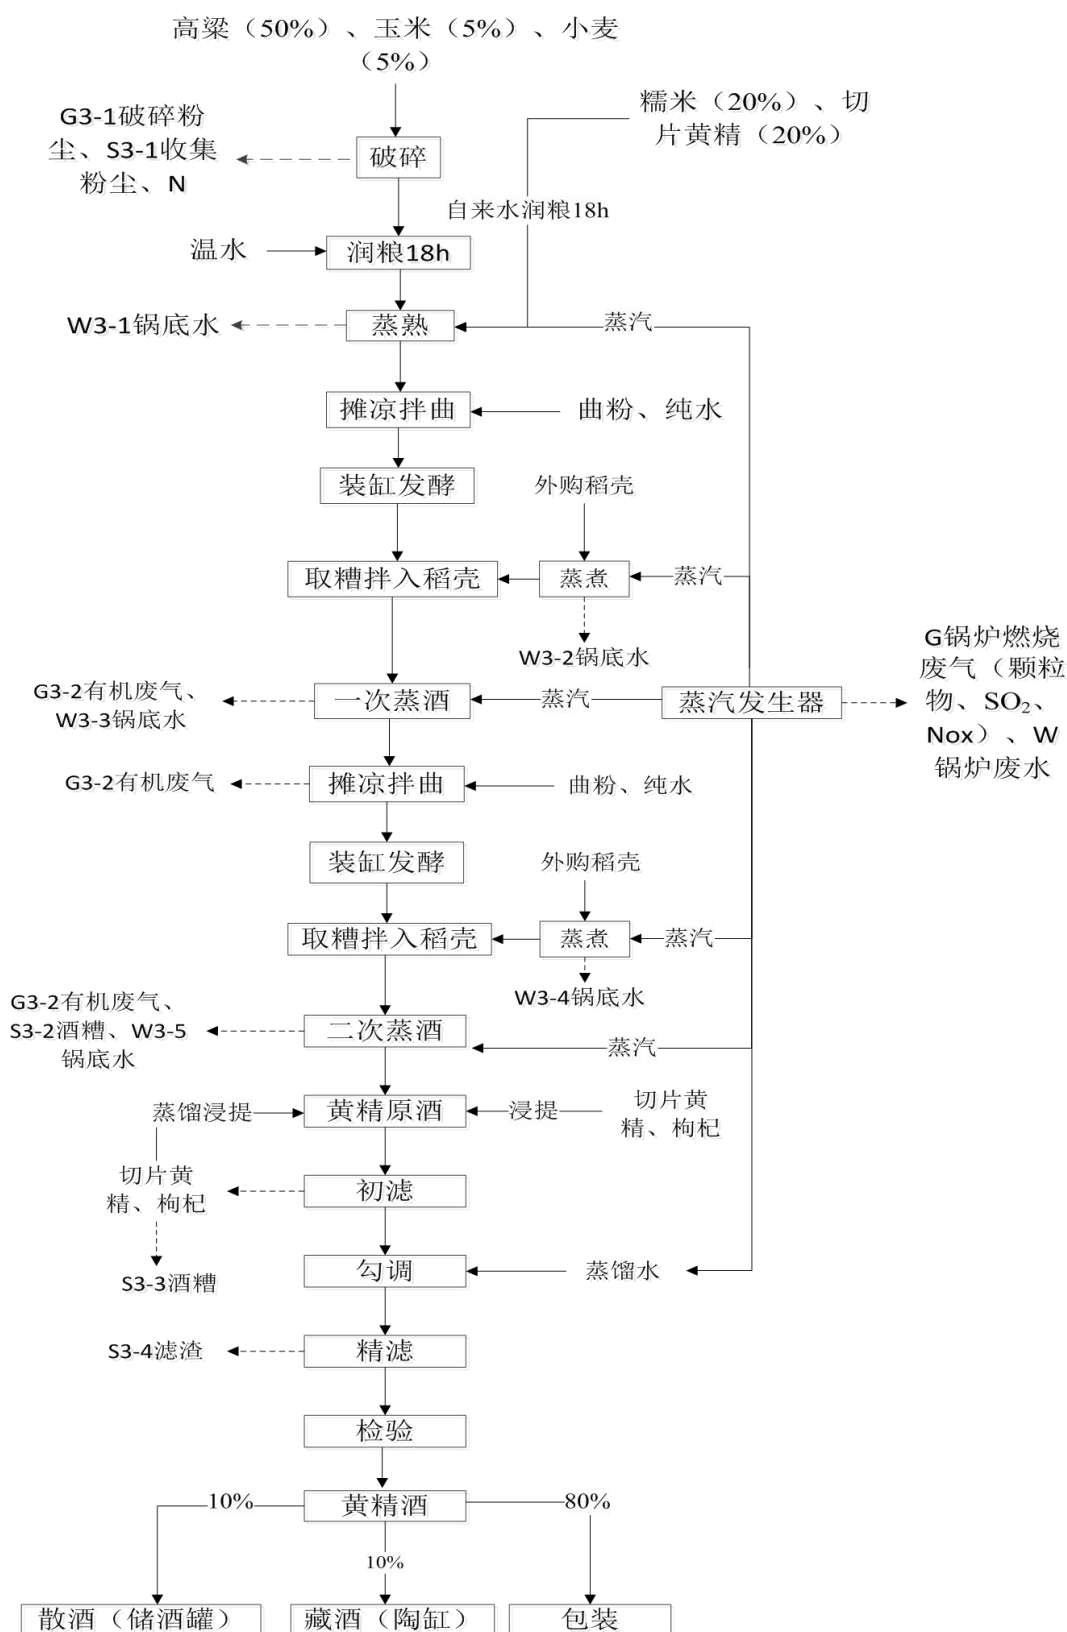 高粱（50%）、玉米（5%）、小麦
（5%）
糯米（20%）、切
片黄精（20%）
G3-1破碎粉
尘、S3-1收集
粉尘、N
破碎
自来水润粮18h
温水
润粮18h
W3-1锅底水
蒸熟
蒸汽
摊凉拌曲
曲粉、纯水
装缸发酵
外购稻壳
取糟拌入稻壳
蒸煮
蒸汽
W3-2锅底水
G锅炉燃烧
废气（颗粒
物、SO₂、
Nox）、W
锅炉废水
G3-2有机废气、
W3-3锅底水
一次蒸酒
蒸汽
蒸汽发生器
G3-2有机废气
摊凉拌曲
曲粉、纯水
装缸发酵
外购稻壳
取糟拌入稻壳
蒸煮
蒸汽
W3-4锅底水
G3-2有机废气、
S3-2酒糟、W3-5
锅底水
二次蒸酒
蒸汽
蒸馏浸提
黄精原酒
浸提
切片黄
精、枸杞
切片黄
精、枸杞
初滤
S3-3酒糟
勾调
蒸馏水
S3-4滤渣
精滤
检验
黄精酒
10%
80%
10%
散酒（储酒罐）
藏酒（陶缸）
包装